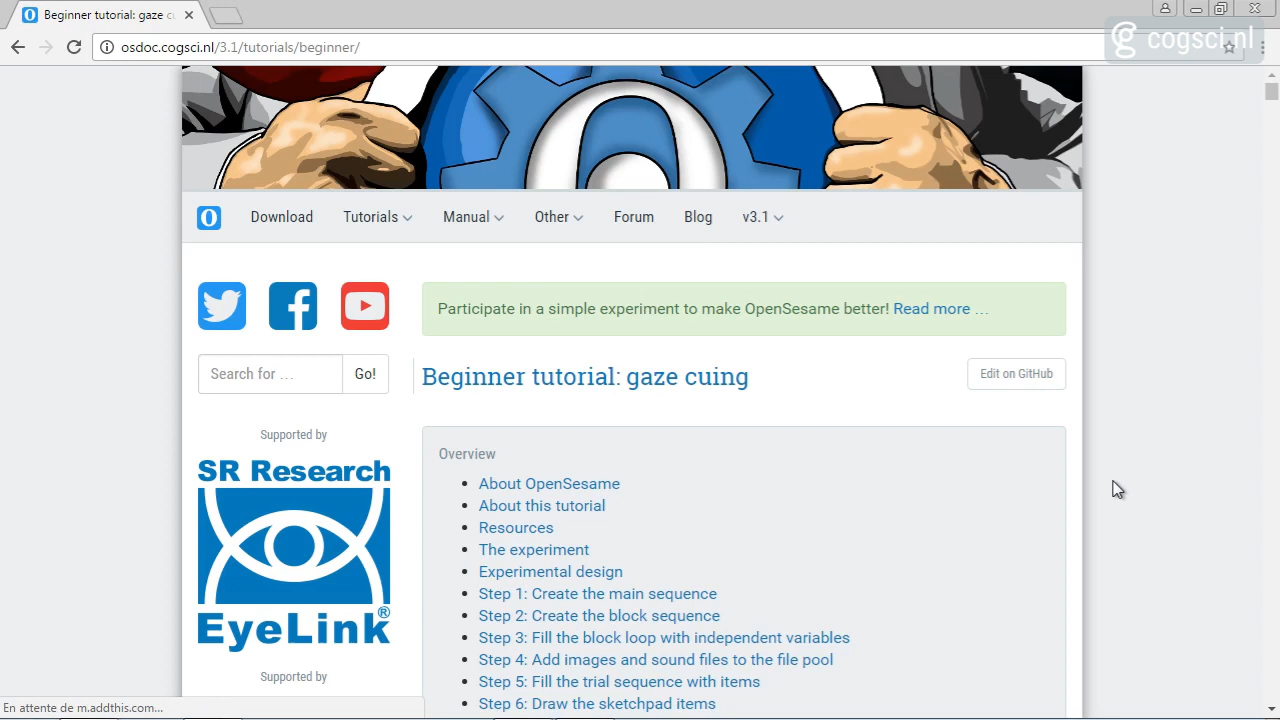 Beginner tutorial: gaze c
osdoc.cogsci.nl/3.1/tutorials/beginner/
cogsci.nl
Download Tutorials Manual Other Forum Blog v3.1
Participate in a simple experiment to make OpenSesame better! Read more …
Search for … Go!
Beginner tutorial: gaze cuing
Edit on GitHub
Supported by
SR Research
EyeLink®
Supported by
Overview
About OpenSesame
About this tutorial
Resources
The experiment
Experimental design
Step 1: Create the main sequence
Step 2: Create the block sequence
Step 3: Fill the block loop with independent variables
Step 4: Add images and sound files to the file pool
Step 5: Fill the trial sequence with items
Step 6: Draw the sketchpad items
En attente de m.addthis.com...